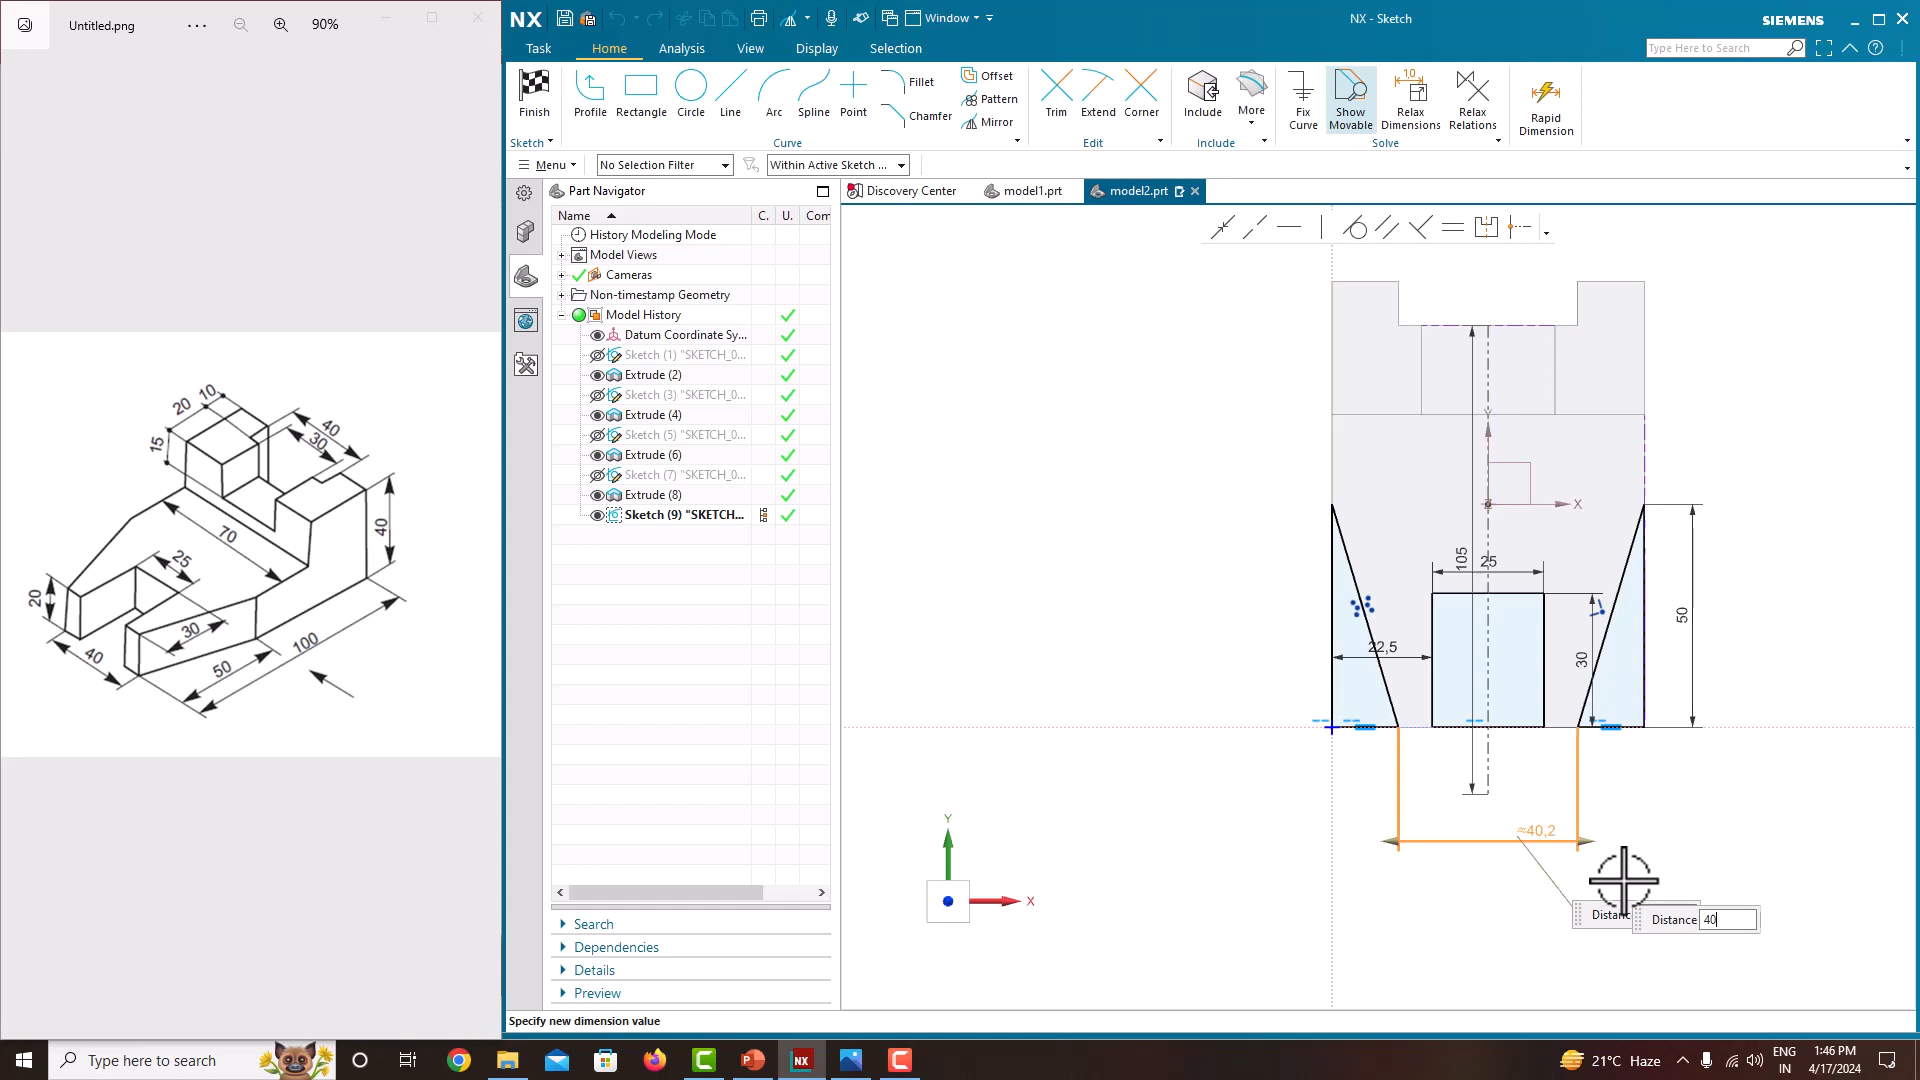 Untitled.png
90%
NX
Window
NX - Sketch
SIEMENS
Task
Home
Analysis
View
Display
Selection
Type Here to Search
Finish
Profile
Rectangle
Circle
Line
Arc
Spline
Point
Fillet
Chamfer
Offset
Pattern
Mirror
Trim
Extend
Corner
Include
More
Fix Curve
Show Movable
Relax Dimensions
Relax Relations
Rapid Dimension
Sketch
Curve
Edit
Include
Solve
Menu
No Selection Filter
Within Active Sketch ...
Part Navigator
Discovery Center
model1.prt
model2.prt
Name
C.
U.
Com
History Modeling Mode
Model Views
Cameras
Non-timestamp Geometry
Model History
Datum Coordinate Sy...
Sketch (1) "SKETCH_0...
Extrude (2)
Sketch (3) "SKETCH_0...
Extrude (4)
Sketch (5) "SKETCH_0...
Extrude (6)
Sketch (7) "SKETCH_0...
Extrude (8)
Sketch (9) "SKETCH...
Search
Dependencies
Details
Preview
20
10
15
40
30
70
40
25
20
30
40
50
100
Y
X
105
25
50
22,5
30
≈40,2
Distanc
Distance 40
Y
X
Specify new dimension value
Type here to search
NX
21°C Haze
ENG
IN
1:46 PM
4/17/2024